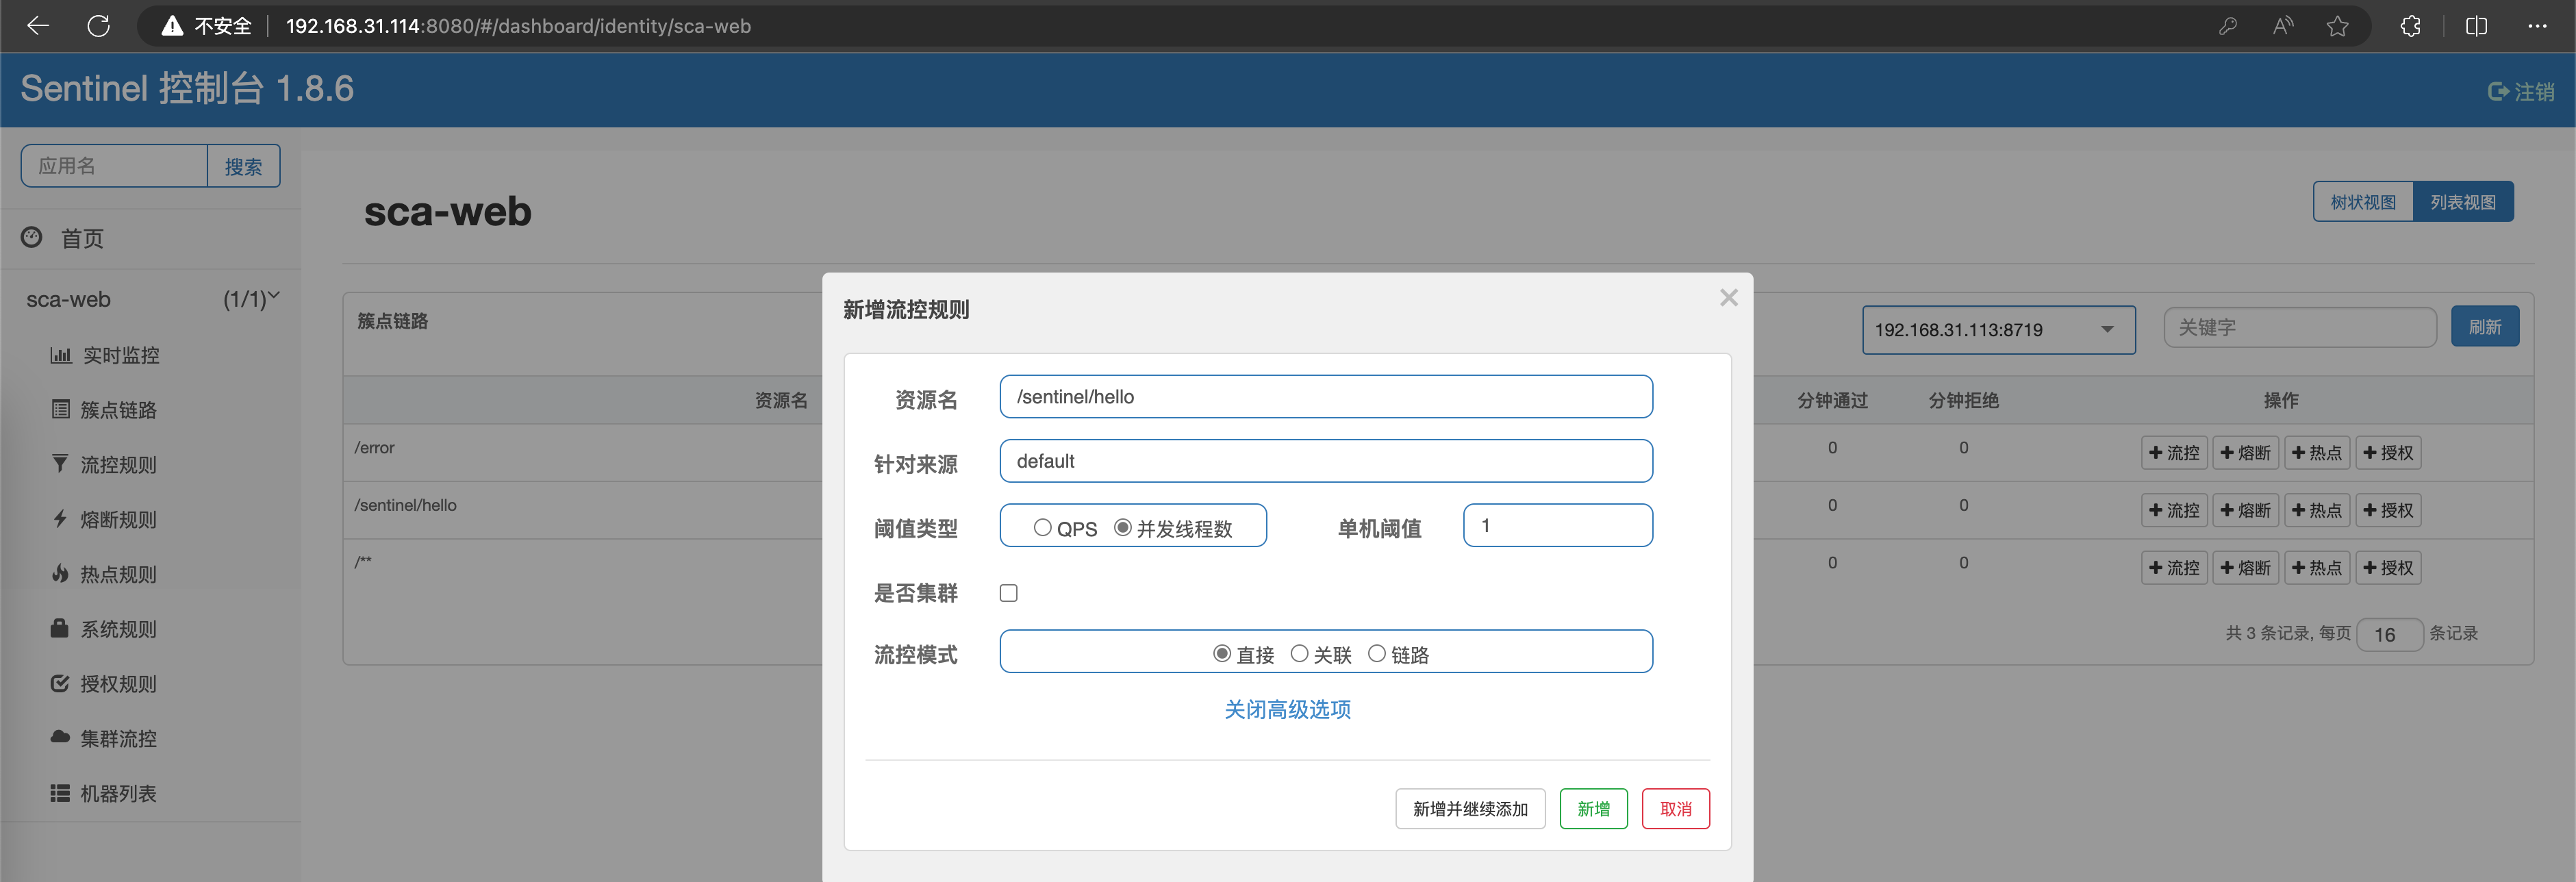 不安全 192.168.31.114:8080/#/dashboard/identity/sca-web
Sentinel 控制台 1.8.6
注销
应用名 搜索
首页
sca-web (1/1)
实时监控
簇点链路
流控规则
熔断规则
热点规则
系统规则
授权规则
集群流控
机器列表
sca-web
树状视图 列表视图
簇点链路
192.168.31.113:8719 关键字 刷新
资源名 分钟通过 分钟拒绝 操作
/error 0 0 流控 熔断 热点 授权
/sentinel/hello 0 0 流控 熔断 热点 授权
/** 0 0 流控 熔断 热点 授权
共 3 条记录, 每页 16 条记录
新增流控规则
资源名 /sentinel/hello
针对来源 default
阈值类型 QPS 并发线程数 单机阈值 1
是否集群
流控模式 直接 关联 链路
关闭高级选项
新增并继续添加 新增 取消